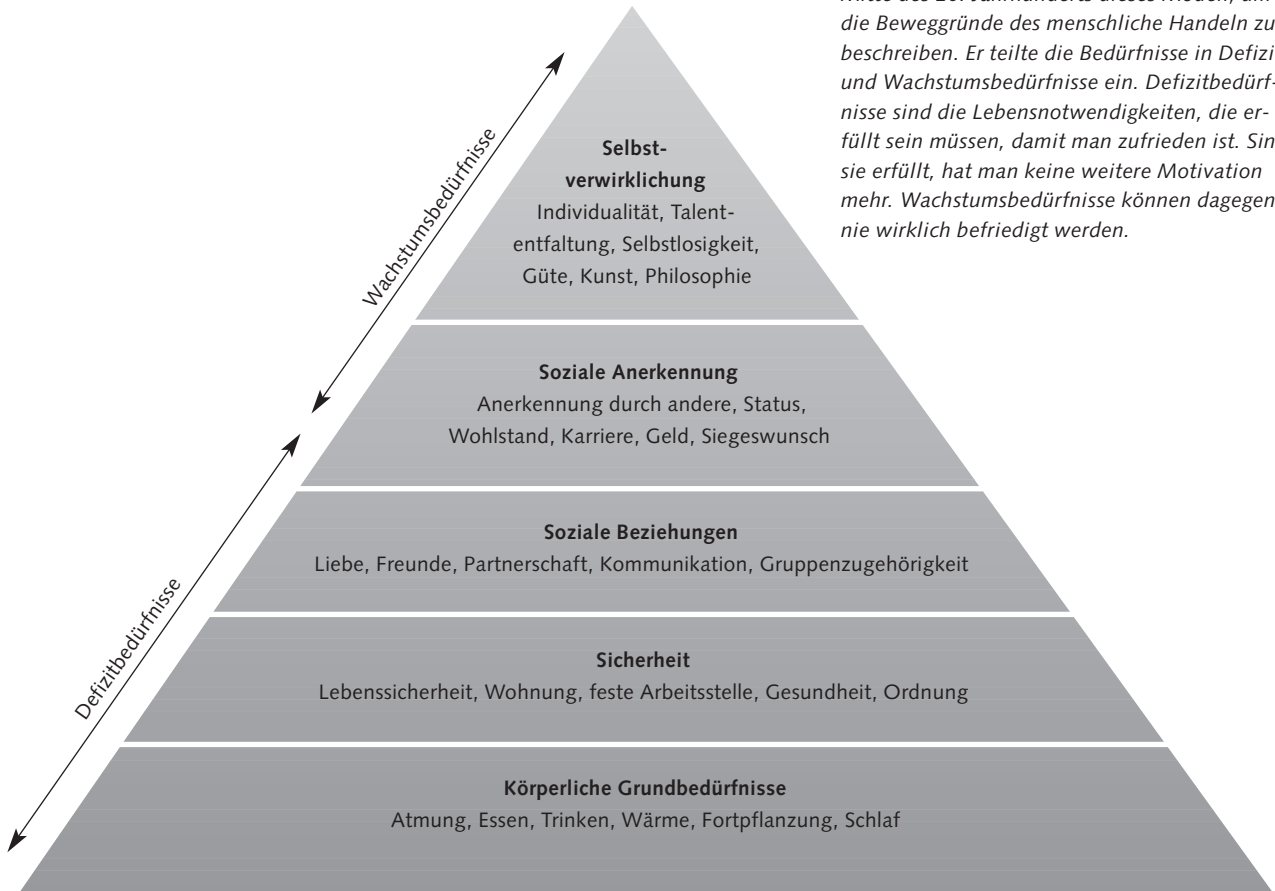 die Beweggründe des menschliche Handeln zu
beschreiben. Er teilte die Bedürfnisse in Defizi
und Wachstumsbedürfnisse ein. Defizitbedürf-
nisse sind die Lebensnotwendigkeiten, die er-
füllt sein müssen, damit man zufrieden ist. Sin
sie erfüllt, hat man keine weitere Motivation
mehr. Wachstumsbedürfnisse können dagegen
nie wirklich befriedigt werden.
Wachstumsbedürfnisse
Defizitbedürfnisse
Selbst-
verwirklichung
Individualität, Talent-
entfaltung, Selbstlosigkeit,
Güte, Kunst, Philosophie
Soziale Anerkennung
Anerkennung durch andere, Status,
Wohlstand, Karriere, Geld, Siegeswunsch
Soziale Beziehungen
Liebe, Freunde, Partnerschaft, Kommunikation, Gruppenzugehörigkeit
Sicherheit
Lebenssicherheit, Wohnung, feste Arbeitsstelle, Gesundheit, Ordnung
Körperliche Grundbedürfnisse
Atmung, Essen, Trinken, Wärme, Fortpflanzung, Schlaf